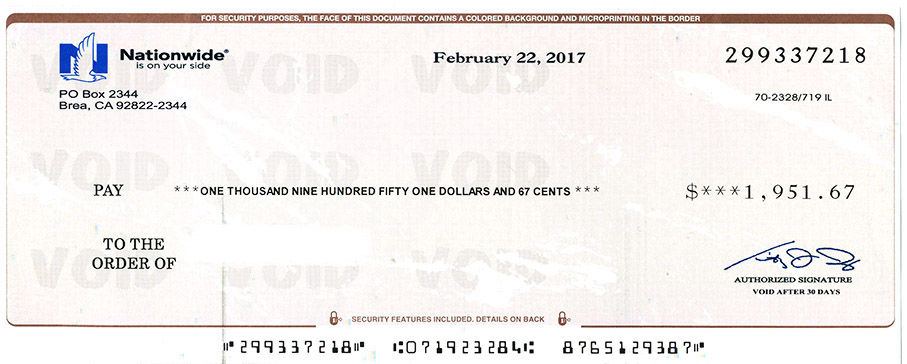 FOR SECURITY PURPOSES, THE FACE OF THIS DOCUMENT CONTAINS A COLORED BACKGROUND AND MICROPRINTING IN THE BORDER
Nationwide®
is on your side
February 22, 2017
299337218
PO Box 2344
Brea, CA 92822-2344
70-2328/719 IL
VOID VOID VOID
VOID VOID VOID
PAY ***ONE THOUSAND NINE HUNDRED FIFTY ONE DOLLARS AND 67 CENTS *** $***1,951.67
TO THE
ORDER OF
VOID VOID VOID
AUTHORIZED SIGNATURE
VOID AFTER 30 DAYS
SECURITY FEATURES INCLUDED. DETAILS ON BACK
⑈299337218⑈ ⑆071923284⑆ 8765129387⑈